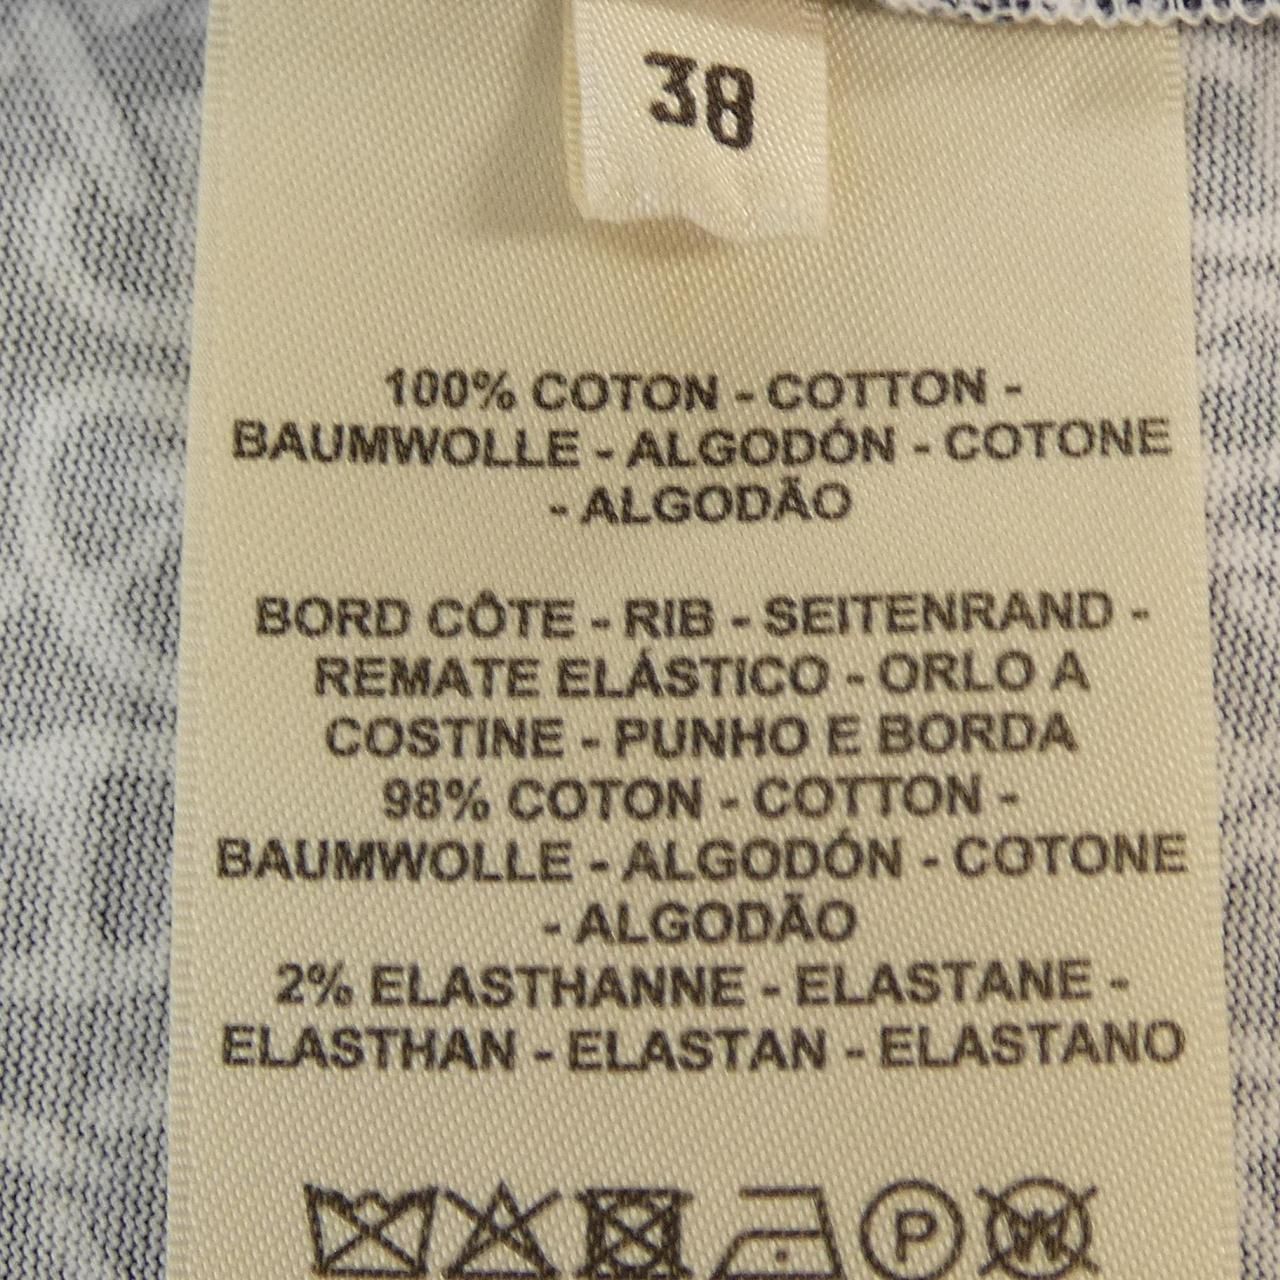 38
100% COTON - COTTON -
BAUMWOLLE - ALGODÓN - COTONE
- ALGODÃO
BORD CÔTE - RIB - SEITENRAND -
REMATE ELÁSTICO - ORLO A
COSTINE - PUNHO E BORDA
98% COTON - COTTON -
BAUMWOLLE - ALGODÓN - COTONE
- ALGODÃO
2% ELASTHANNE - ELASTANE -
ELASTHAN - ELASTAN - ELASTANO
P W